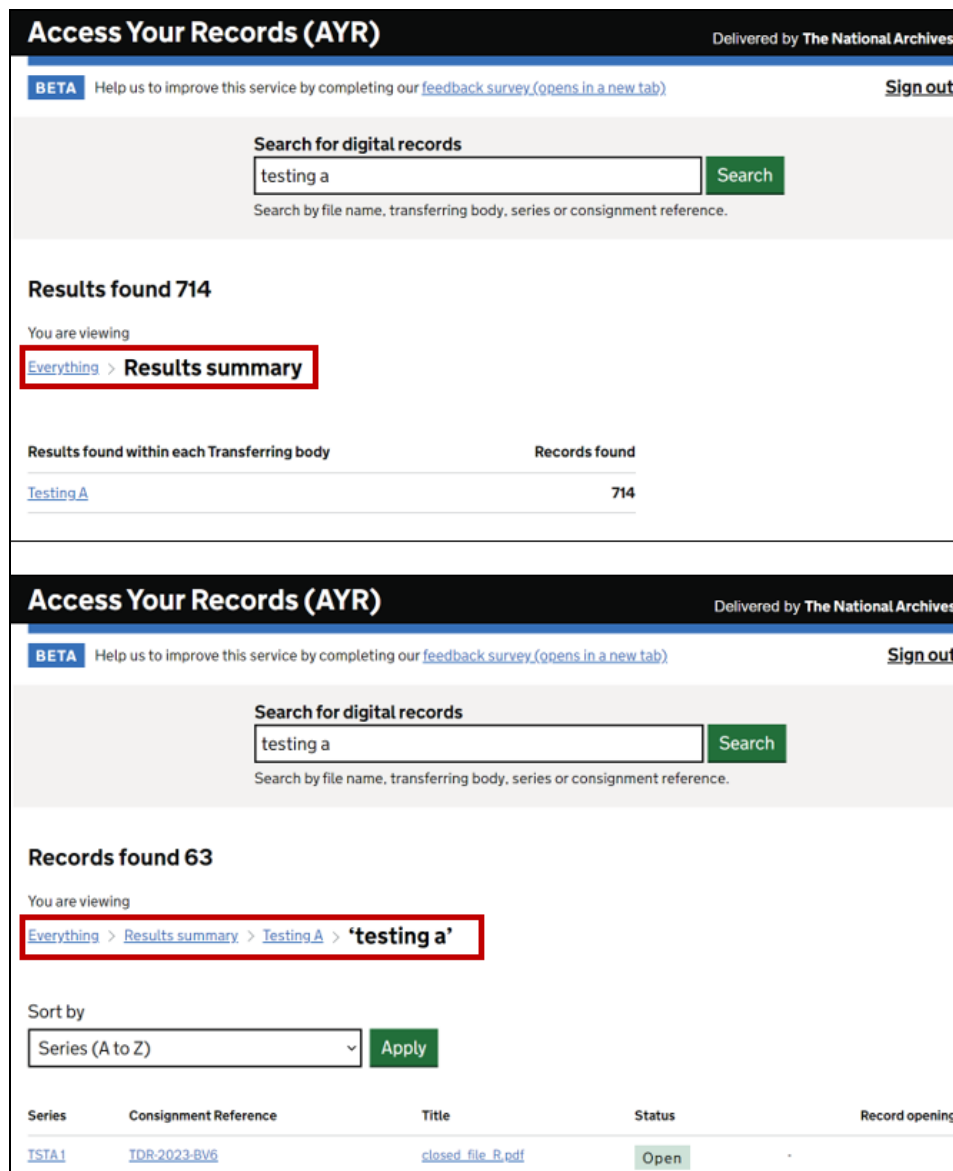 Access Your Records (AYR) Delivered by The National Archives
BETA Help us to improve this service by completing our feedback survey (opens in a new tab) Sign out
Search for digital records
testing a Search
Search by file name, transferring body, series or consignment reference.
Results found 714
You are viewing
Everything > Results summary
Results found within each Transferring body Records found
Testing A 714
Access Your Records (AYR) Delivered by The National Archives
BETA Help us to improve this service by completing our feedback survey (opens in a new tab) Sign out
Search for digital records
testing a Search
Search by file name, transferring body, series or consignment reference.
Records found 63
You are viewing
Everything > Results summary > Testing A > ‘testing a’
Sort by
Series (A to Z) Apply
Series Consignment Reference Title Status Record opening
TSTA1 TDR-2023-BV6 closed_file_R.pdf Open -